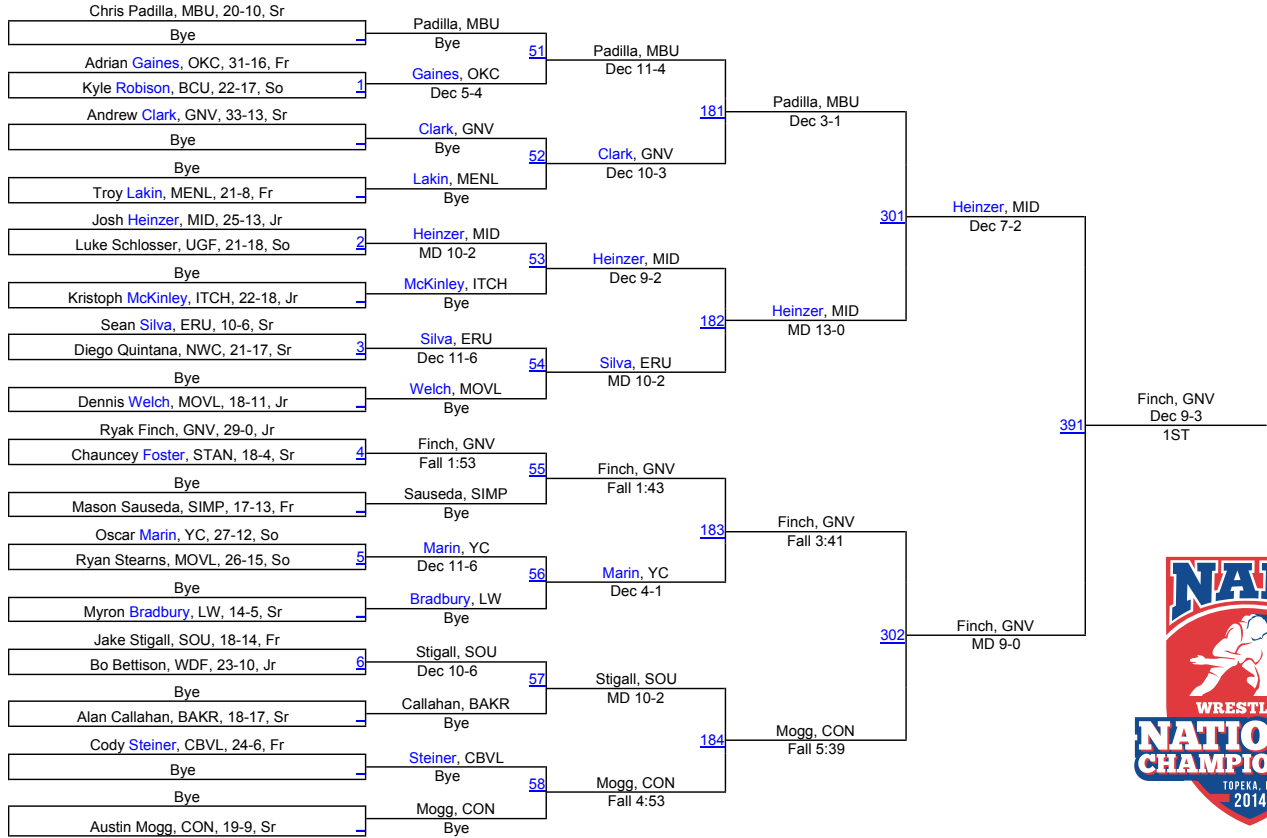 Chris Padilla, MBU, 20-10, Sr
Bye
Adrian Gaines, OKC, 31-16, Fr
Kyle Robison, BCU, 22-17, So
1
Andrew Clark, GNV, 33-13, Sr
Bye
Bye
Troy Lakin, MENL, 21-8, Fr
Josh Heinzer, MID, 25-13, Jr
Luke Schlosser, UGF, 21-18, So
2
Bye
Kristoph McKinley, ITCH, 22-18, Jr
Sean Silva, ERU, 10-6, Sr
Diego Quintana, NWC, 21-17, Sr
3
Bye
Dennis Welch, MOVL, 18-11, Jr
Ryak Finch, GNV, 29-0, Jr
Chauncey Foster, STAN, 18-4, Sr
4
Bye
Mason Sauseda, SIMP, 17-13, Fr
Oscar Marin, YC, 27-12, So
Ryan Stearns, MOVL, 26-15, So
5
Bye
Myron Bradbury, LW, 14-5, Sr
Jake Stigall, SOU, 18-14, Fr
Bo Bettison, WDF, 23-10, Jr
6
Bye
Alan Callahan, BAKR, 18-17, Sr
Cody Steiner, CBVL, 24-6, Fr
Bye
Bye
Austin Mogg, CON, 19-9, Sr
Padilla, MBU
Bye
51
Gaines, OKC
Dec 5-4
Clark, GNV
Bye
52
Lakin, MENL
Bye
Heinzer, MID
MD 10-2
53
McKinley, ITCH
Bye
Silva, ERU
Dec 11-6
54
Welch, MOVL
Bye
Finch, GNV
Fall 1:53
55
Sauseda, SIMP
Bye
Marin, YC
Dec 11-6
56
Bradbury, LW
Bye
Stigall, SOU
Dec 10-6
57
Callahan, BAKR
Bye
Steiner, CBVL
Bye
58
Mogg, CON
Bye
Padilla, MBU
Dec 11-4
181
Clark, GNV
Dec 10-3
Heinzer, MID
Dec 9-2
182
Silva, ERU
MD 10-2
Finch, GNV
Fall 1:43
183
Marin, YC
Dec 4-1
Stigall, SOU
MD 10-2
184
Mogg, CON
Fall 4:53
Padilla, MBU
Dec 3-1
301
Heinzer, MID
MD 13-0
Finch, GNV
Fall 3:41
302
Mogg, CON
Fall 5:39
Heinzer, MID
Dec 7-2
391
Finch, GNV
MD 9-0
Finch, GNV
Dec 9-3
1ST
NAI
WRESTL
NATIO
CHAMPIO
TOPEKA,
2014